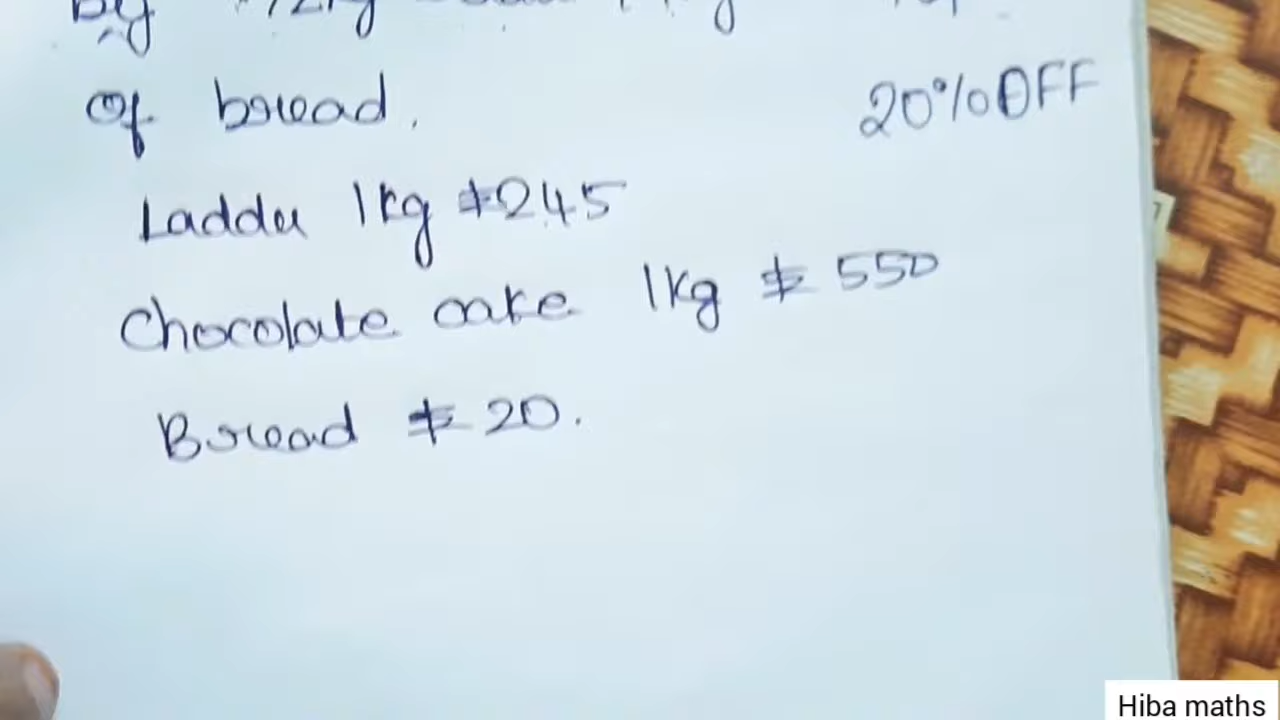 of bread.
20% OFF
Laddu 1kg ₹245
Chocolate cake 1kg ₹ 550
Bread ₹ 20.
Hiba maths